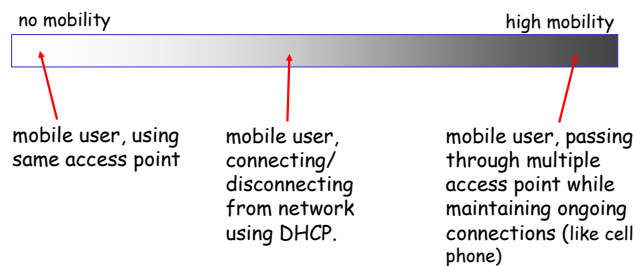 no mobility
high mobility
mobile user, using
same access point
mobile user,
connecting/
disconnecting
from network
using DHCP.
mobile user, passing
through multiple
access point while
maintaining ongoing
connections (like cell
phone)